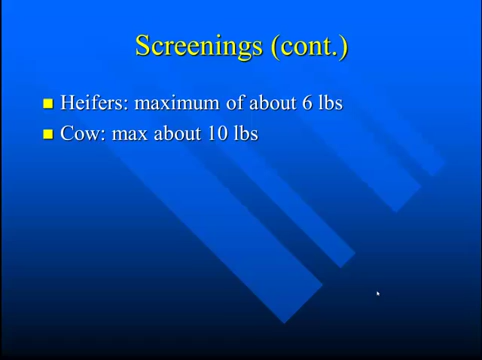 Screenings (cont.)
Heifers: maximum of about 6 lbs
Cow: max about 10 lbs